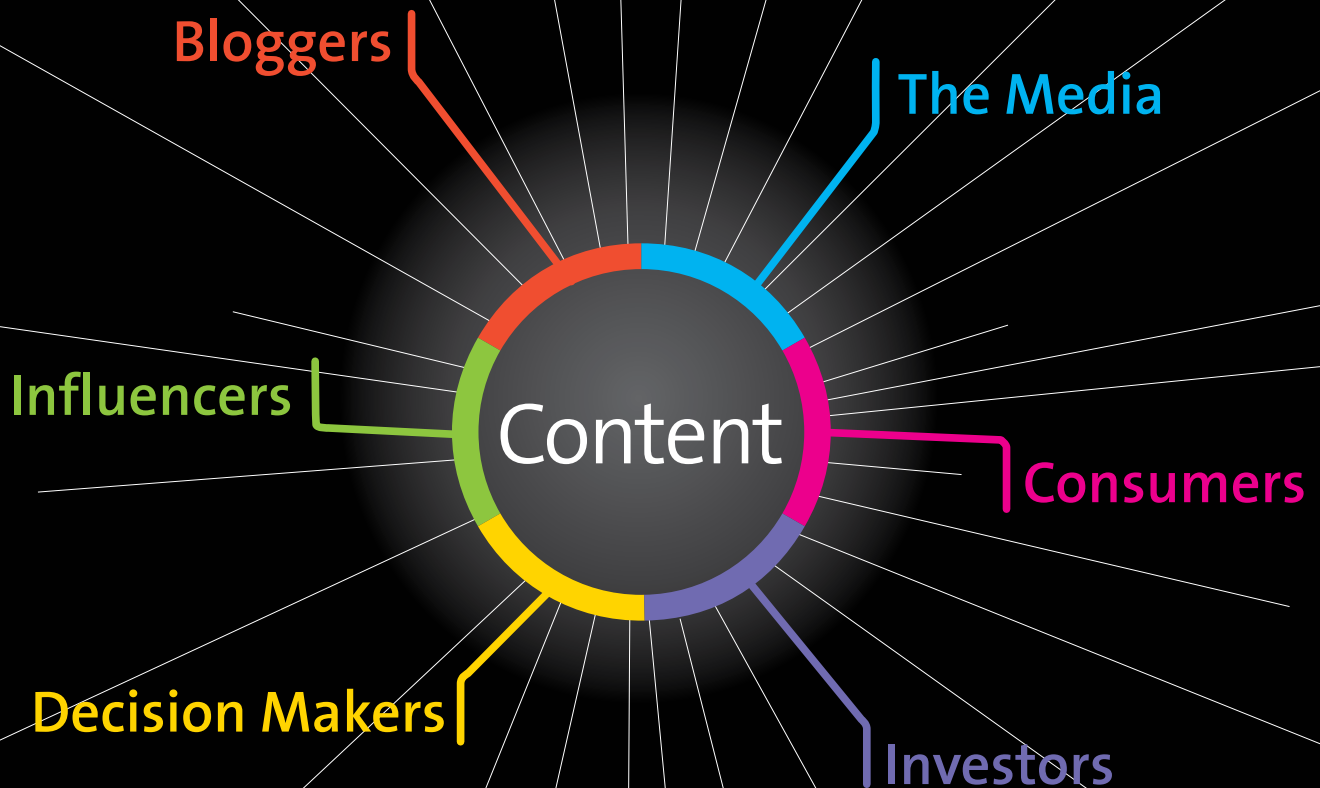 Bloggers
The Media
Influencers
Content
Consumers
Decision Makers
Investors